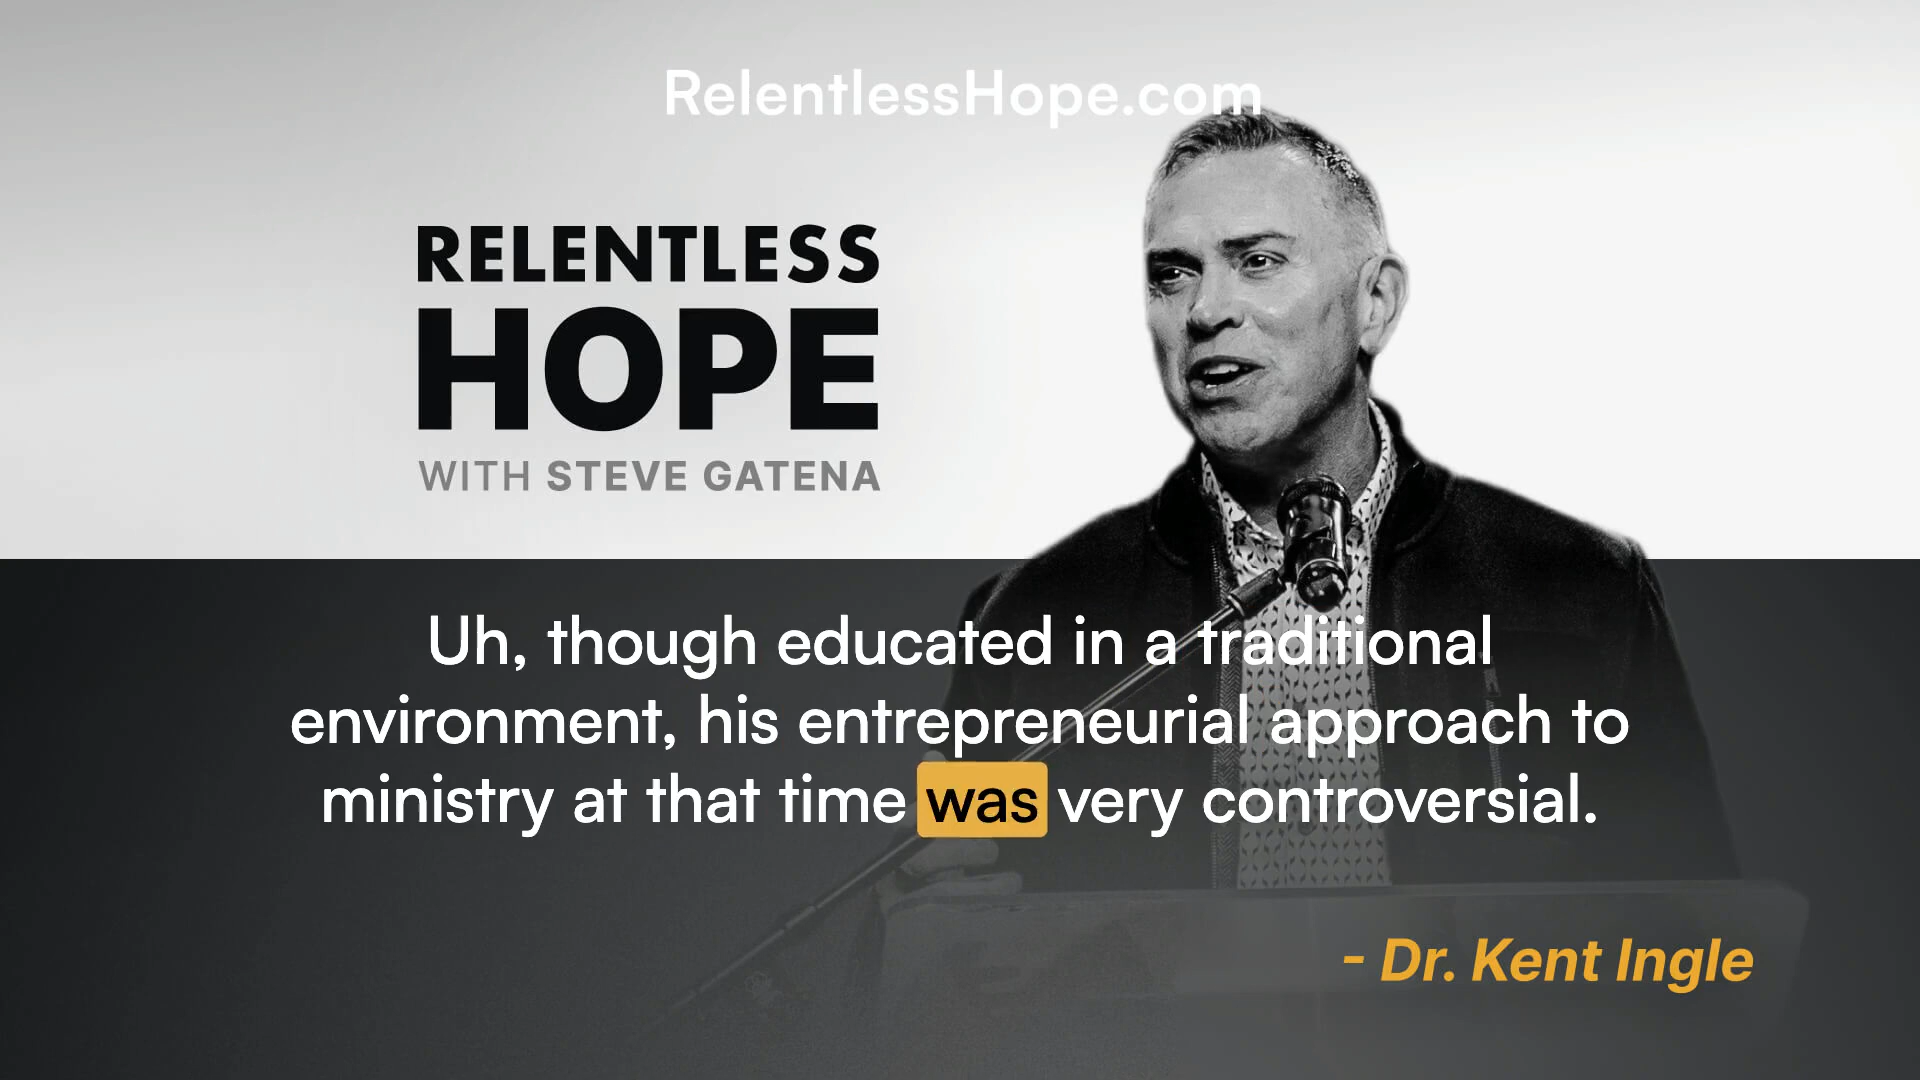 RelentlessHope.com
RELENTLESS
HOPE
WITH STEVE GATENA
Uh, though educated in a traditional
environment, his entrepreneurial approach to
ministry at that time was very controversial.
- Dr. Kent Ingle